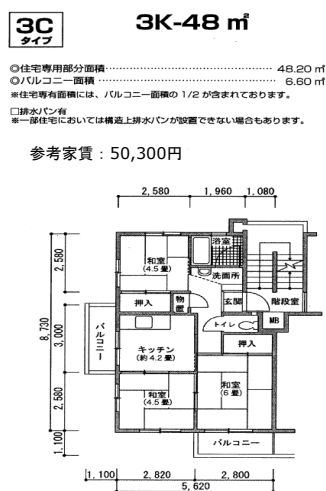 3C
タイプ
3K-48 ㎡
◎住宅専用部分面積 48.20 ㎡
◎バルコニー面積 6.60 ㎡
※住宅専有面積には、バルコニー面積の 1/2 が含まれております。
□排水パン有
※一部住宅においては構造上排水パンが設置できない場合もあります。
参考家賃：50,300円
2,580 1,960 1,080
浴室
和室
(4.5 畳)
洗面所
2,580
押入
物置
玄関
階段室
MB
トイレ
バルコニー
8,730
3,000
キッチン
(約 4.2 畳)
押入
和室
(4.5 畳)
和室
(6 畳)
2,580
1,100
バルコニー
1,100 2,820 2,800
5,620